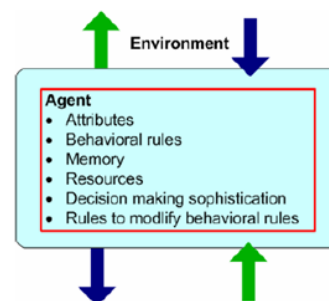 Environment
Agent
• Attributes
• Behavioral rules
• Memory
• Resources
• Decision making sophistication
• Rules to modlify behavioral rules